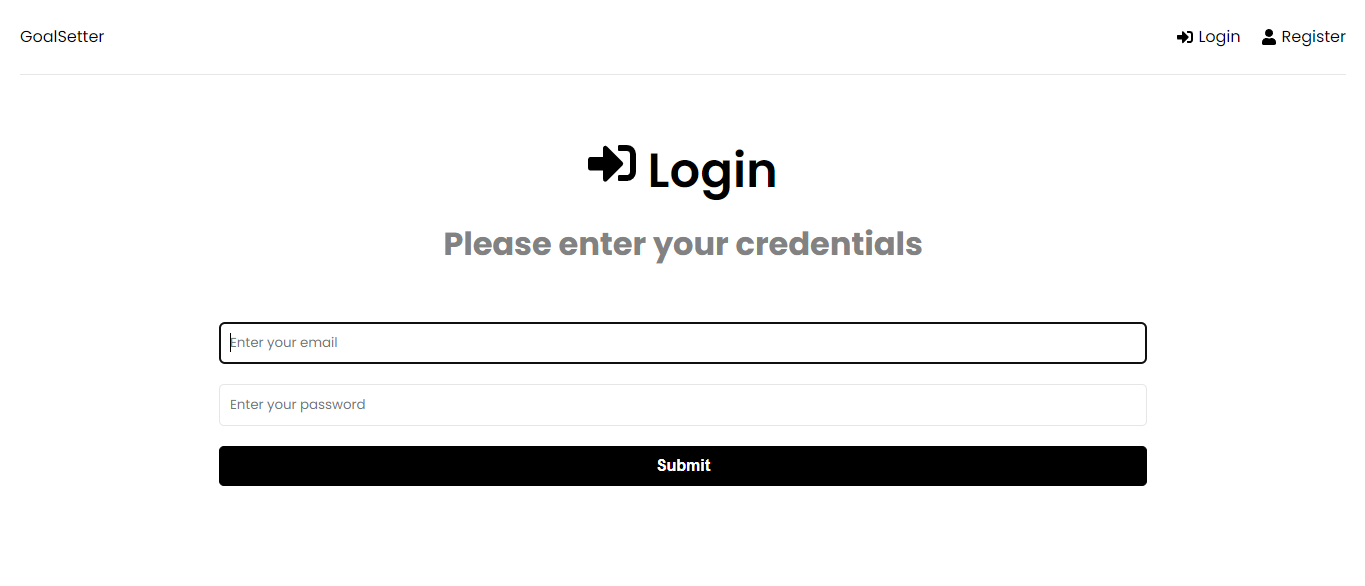 GoalSetter
Login
Register
Login
Please enter your credentials
Enter your email
Enter your password
Submit